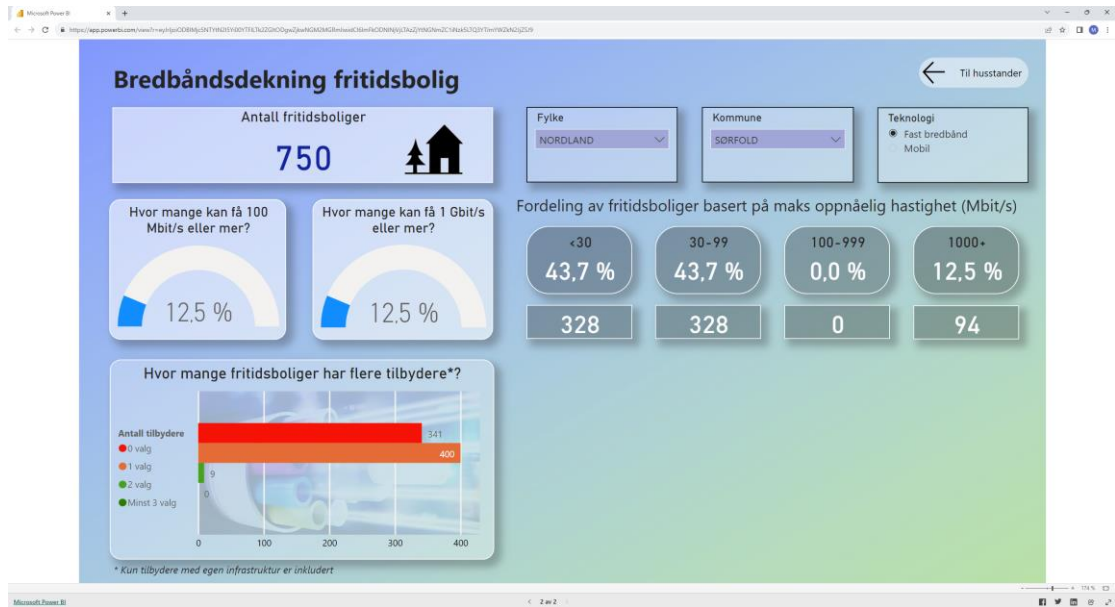 Microsoft Power BI
Bredbåndsdekning fritidsbolig
Til husstander
Antall fritidsboliger
750
Fylke
NORDLAND
Kommune
SØRFOLD
Teknologi
Fast bredbånd
Mobil
Hvor mange kan få 100
Mbit/s eller mer?
12,5 %
Hvor mange kan få 1 Gbit/s
eller mer?
12,5 %
Fordeling av fritidsboliger basert på maks oppnåelig hastighet (Mbit/s)
<30
43,7 %
328
30-99
43,7 %
328
100-999
0,0 %
0
1000+
12,5 %
94
Hvor mange fritidsboliger har flere tilbydere*?
Antall tilbydere
0 valg
1 valg
2 valg
Minst 3 valg
341
400
9
0
0 100 200 300 400
* Kun tilbydere med egen infrastruktur er inkludert
174 %
Microsoft Power BI
2 av 2